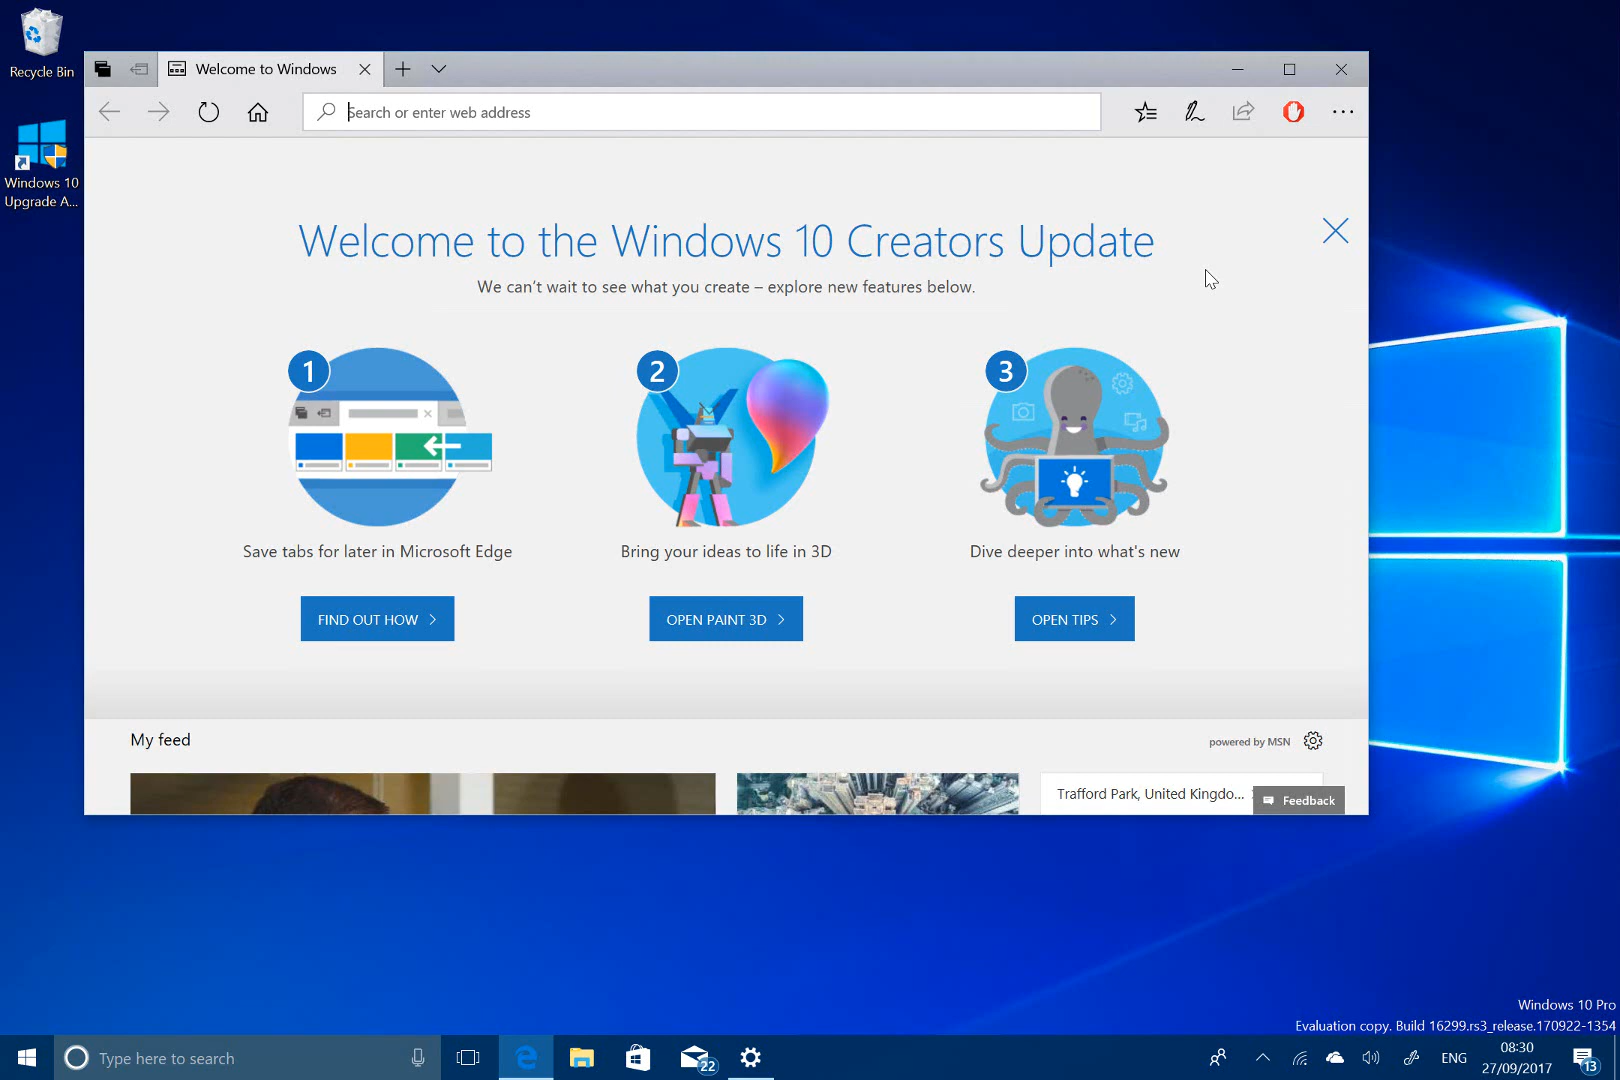 Recycle Bin
Windows 10
Upgrade A...
Welcome to Windows
Search or enter web address
Welcome to the Windows 10 Creators Update
We can't wait to see what you create – explore new features below.
1
2
3
Save tabs for later in Microsoft Edge
Bring your ideas to life in 3D
Dive deeper into what's new
FIND OUT HOW
OPEN PAINT 3D
OPEN TIPS
My feed
powered by MSN
Trafford Park, United Kingdo...
Feedback
Windows 10 Pro
Evaluation copy. Build 16299.rs3_release.170922-1354
Type here to search
22
ENG
08:30
27/09/2017
13